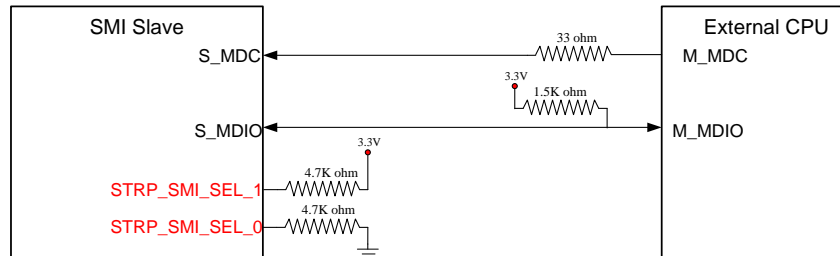 SMI Slave
External CPU
33 ohm
S_MDC
M_MDC
3.3V
1.5K ohm
S_MDIO
M_MDIO
3.3V
4.7K ohm
STRP_SMI_SEL_1
4.7K ohm
STRP_SMI_SEL_0